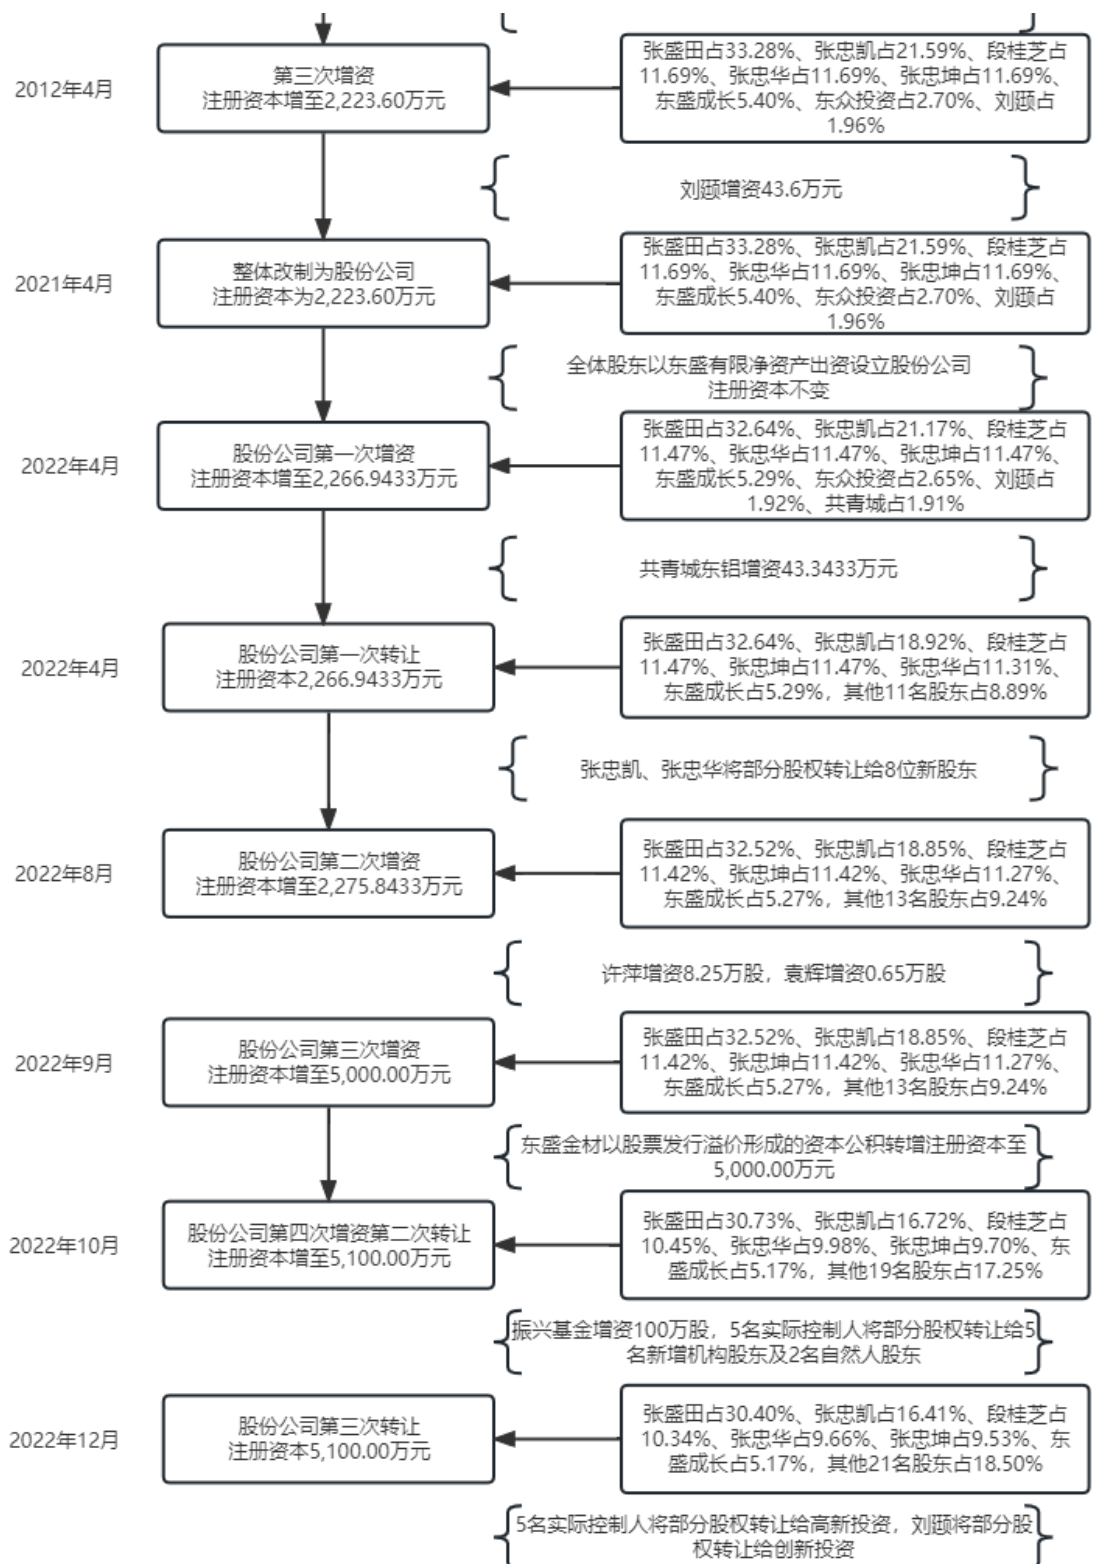 2012年4月
第三次增资
注册资本增至2,223.60万元
张盛田占33.28%、张忠凯占21.59%、段桂芝占
11.69%、张忠华占11.69%、张忠坤占11.69%、
东盛成长5.40%、东众投资占2.70%、刘颋占
1.96%
刘颋增资43.6万元
2021年4月
整体改制为股份公司
注册资本为2,223.60万元
张盛田占33.28%、张忠凯占21.59%、段桂芝占
11.69%、张忠华占11.69%、张忠坤占11.69%、
东盛成长5.40%、东众投资占2.70%、刘颋占
1.96%
全体股东以东盛有限净资产出资设立股份公司
注册资本不变
2022年4月
股份公司第一次增资
注册资本增至2,266.9433万元
张盛田占32.64%、张忠凯占21.17%、段桂芝占
11.47%、张忠华占11.47%、张忠坤占11.47%、
东盛成长5.29%、东众投资占2.65%、刘颋占
1.92%、共青城占1.91%
共青城东铝增资43.3433万元
2022年4月
股份公司第一次转让
注册资本2,266.9433万元
张盛田占32.64%、张忠凯占18.92%、段桂芝占
11.47%、张忠坤占11.47%、张忠华占11.31%、
东盛成长占5.29%，其他11名股东占8.89%
张忠凯、张忠华将部分股权转让给8位新股东
2022年8月
股份公司第二次增资
注册资本增至2,275.8433万元
张盛田占32.52%、张忠凯占18.85%、段桂芝占
11.42%、张忠坤占11.42%、张忠华占11.27%、
东盛成长占5.27%，其他13名股东占9.24%
许萍增资8.25万股，袁辉增资0.65万股
2022年9月
股份公司第三次增资
注册资本增至5,000.00万元
张盛田占32.52%、张忠凯占18.85%、段桂芝占
11.42%、张忠坤占11.42%、张忠华占11.27%、
东盛成长占5.27%，其他13名股东占9.24%
东盛金材以股票发行溢价形成的资本公积转增注册资本至
5,000.00万元
2022年10月
股份公司第四次增资第二次转让
注册资本增至5,100.00万元
张盛田占30.73%、张忠凯占16.72%、段桂芝占
10.45%、张忠华占9.98%、张忠坤占9.70%、东
盛成长占5.17%，其他19名股东占17.25%
振兴基金增资100万股，5名实际控制人将部分股权转让给5
名新增机构股东及2名自然人股东
2022年12月
股份公司第三次转让
注册资本5,100.00万元
张盛田占30.40%、张忠凯占16.41%、段桂芝占
10.34%、张忠华占9.66%、张忠坤占9.53%、东
盛成长占5.17%，其他21名股东占18.50%
5名实际控制人将部分股权转让给高新投资，刘颋将部分股
权转让给创新投资